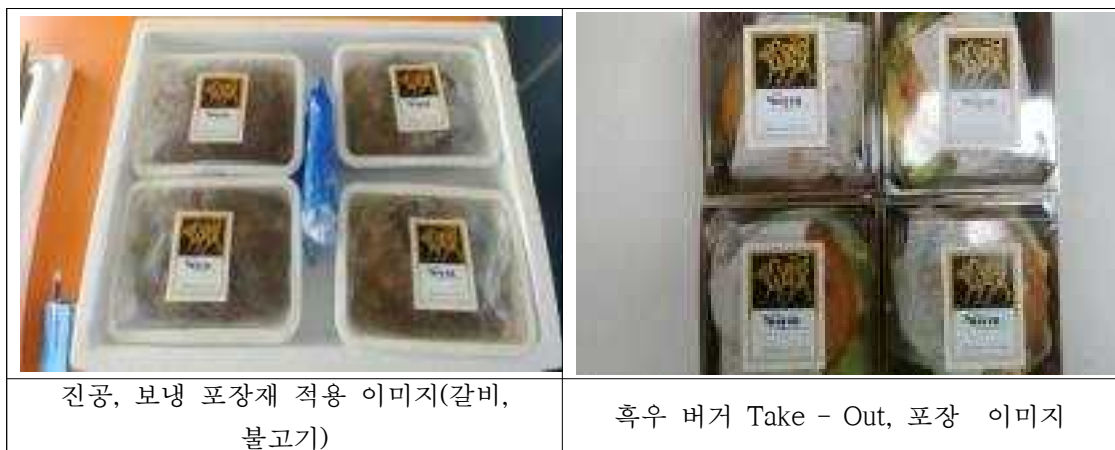 진공, 보냉 포장재 적용 이미지(갈비,
불고기)
흑우 버거 Take - Out, 포장 이미지